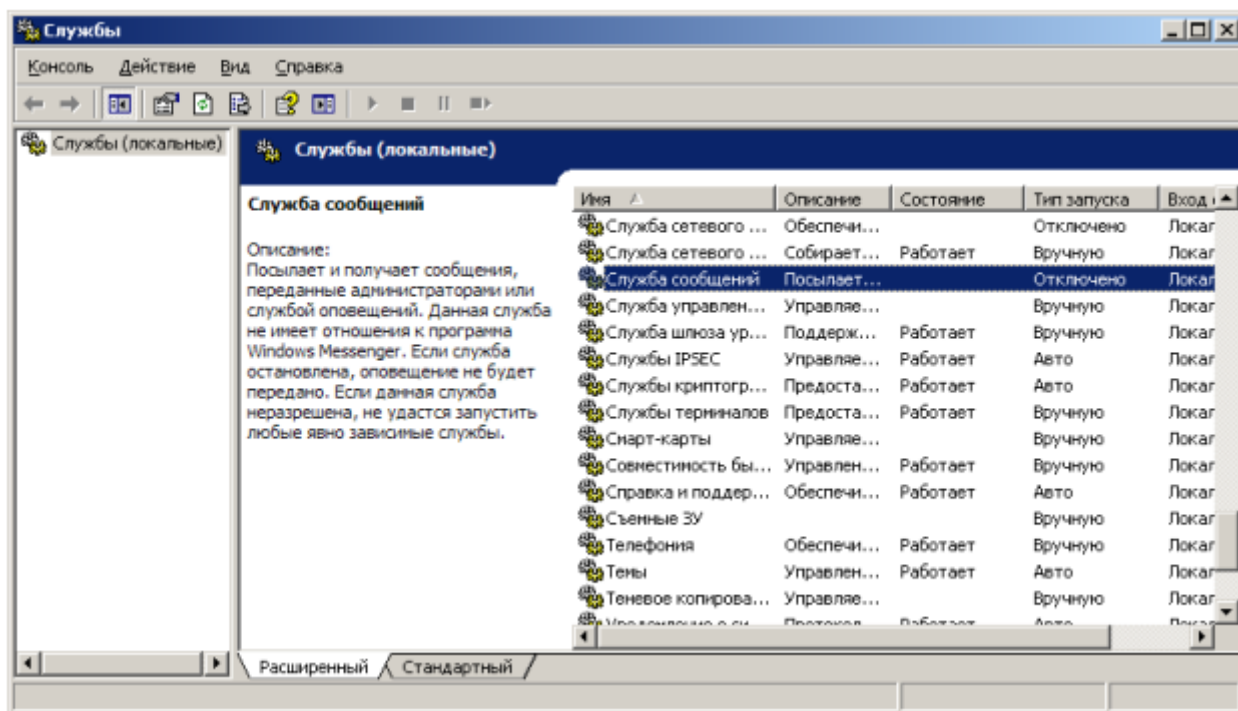 Службы
Консоль Действие Вид Справка
Службы (локальные)
Службы (локальные)
Служба сообщений
Описание:
Посылает и получает сообщения,
переданные администраторами или
службой оповещений. Данная служба
не имеет отношения к программа
Windows Messenger. Если служба
остановлена, оповещение не будет
передано. Если данная служба
неразрешена, не удастся запустить
любые явно зависимые службы.
Имя Описание Состояние Тип запуска Вход
Служба сетевого ... Обеспечи... Отключено Локал
Служба сетевого ... Собирает... Работает Вручную Локал
Служба сообщений Посылает... Отключено Локал
Служба управлен... Управляе... Вручную Локал
Служба шлюза ур... Поддерж... Работает Вручную Локал
Службы IPSEC Управляе... Работает Авто Локал
Службы криптогр... Предоста... Работает Авто Локал
Службы терминалов Предоста... Работает Вручную Локал
Смарт-карты Управляе... Вручную Локал
Совместимость бы... Управлен... Работает Вручную Локал
Справка и поддер... Обеспечи... Работает Авто Локал
Съемные ЗУ Вручную Локал
Телефония Обеспечи... Работает Вручную Локал
Темы Управлен... Работает Авто Локал
Теневое копирова... Управляе... Вручную Локал
Расширенный Стандартный